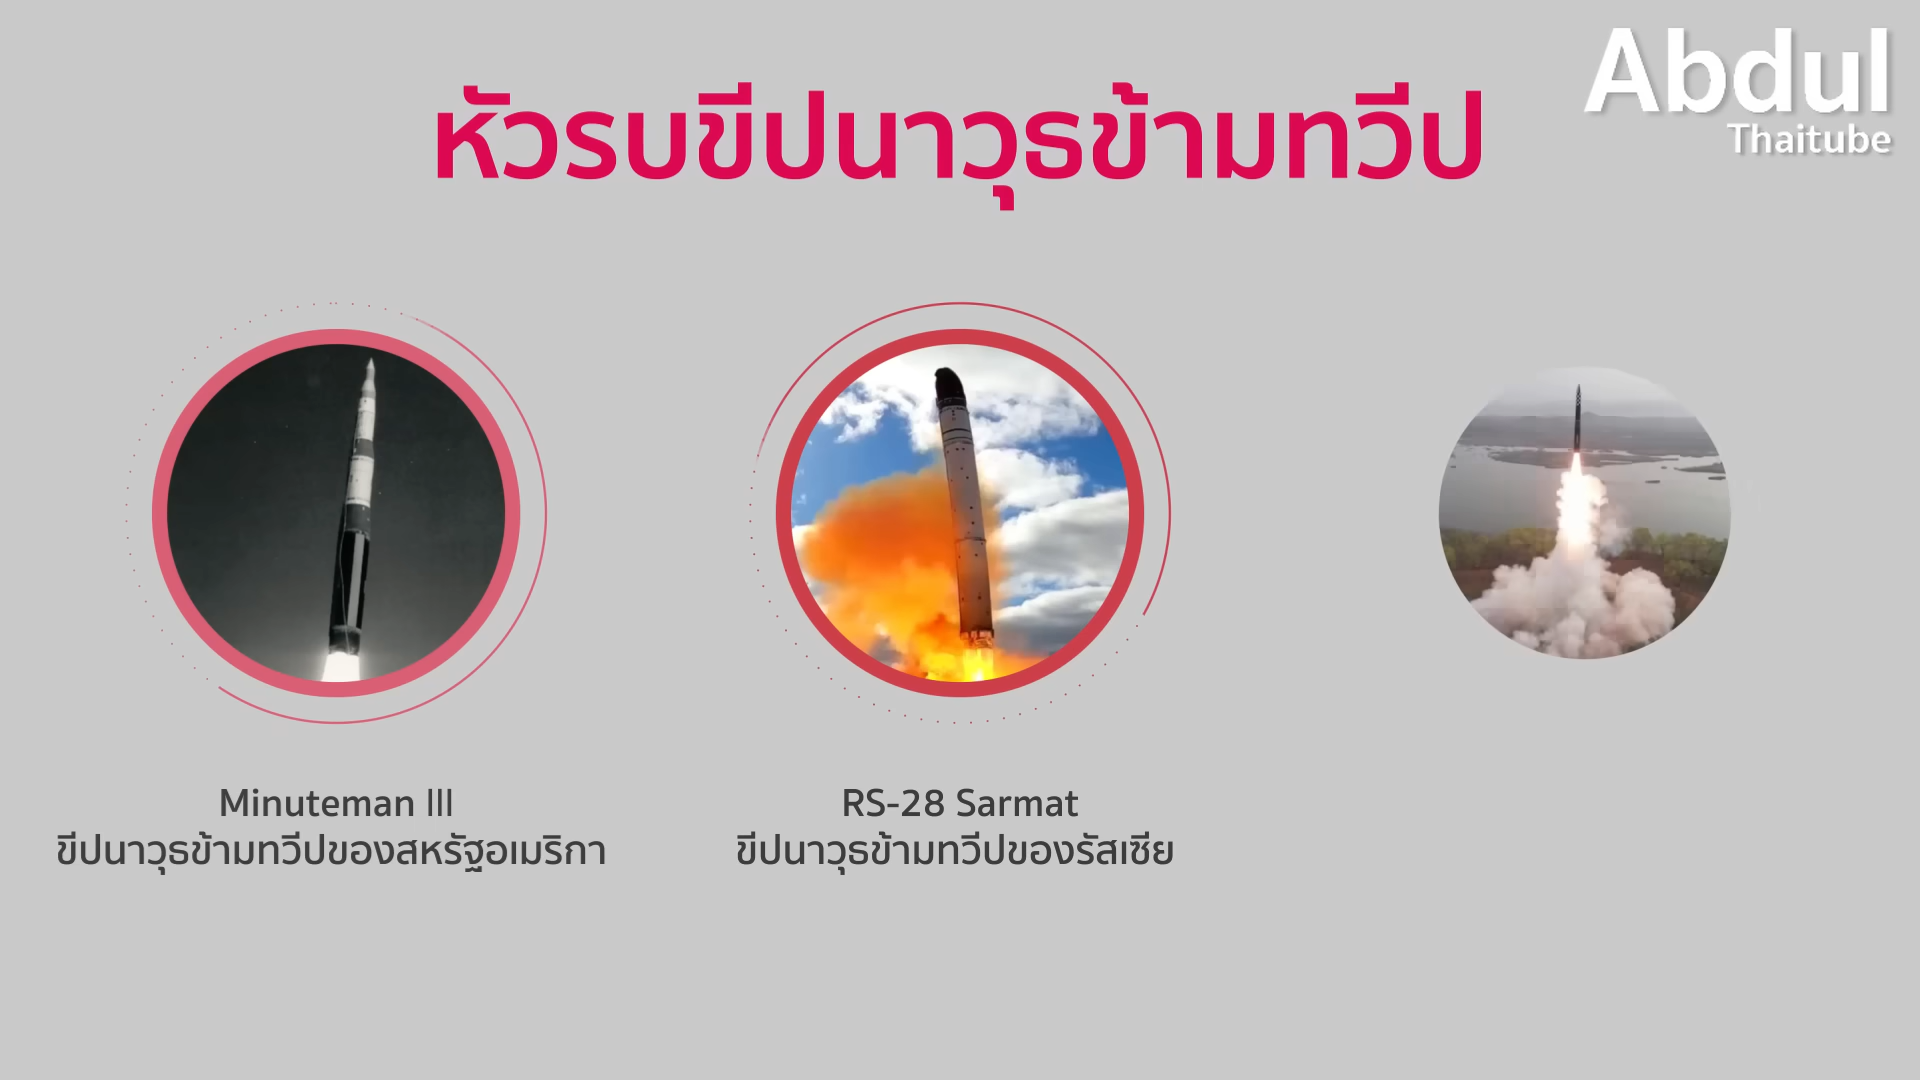 Abdul
Thaitube
หัวรบขีปนาวุธข้ามทวีป
Minuteman III
ขีปนาวุธข้ามทวีปของสหรัฐอเมริกา
RS-28 Sarmat
ขีปนาวุธข้ามทวีปของรัสเซีย